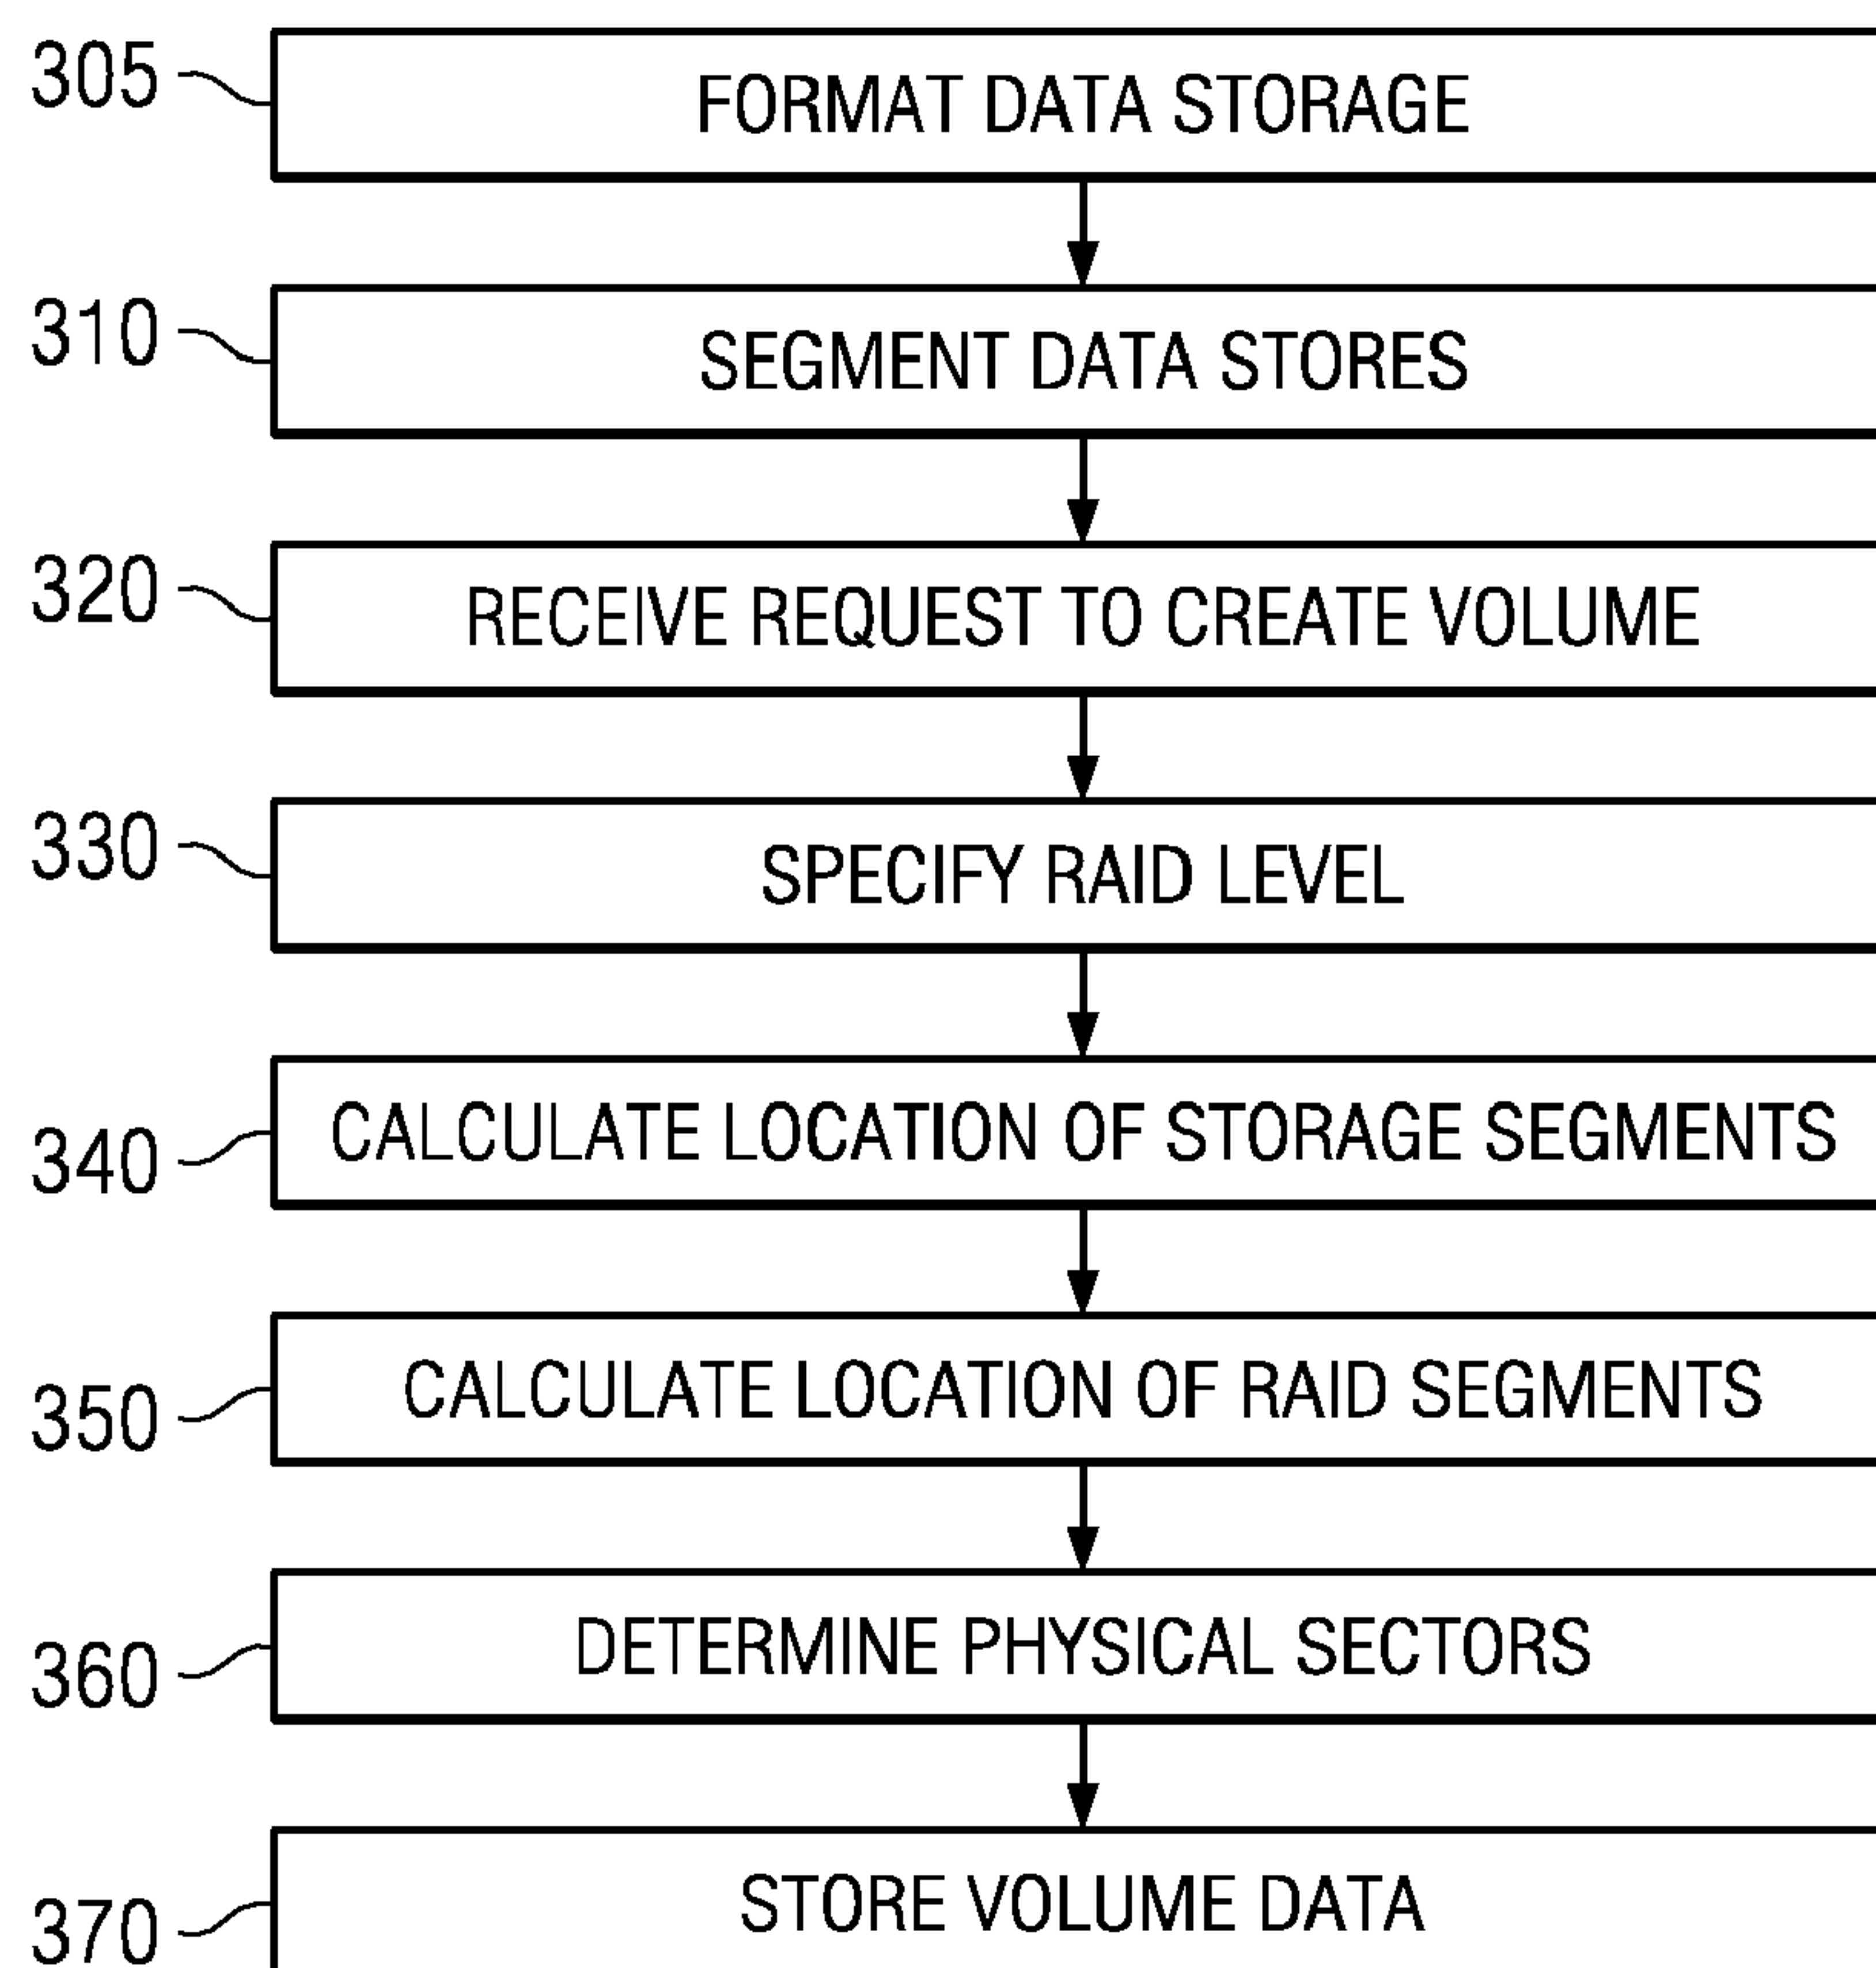 305 FORMAT DATA STORAGE
310 SEGMENT DATA STORES
320 RECEIVE REQUEST TO CREATE VOLUME
330 SPECIFY RAID LEVEL
340 CALCULATE LOCATION OF STORAGE SEGMENTS
350 CALCULATE LOCATION OF RAID SEGMENTS
360 DETERMINE PHYSICAL SECTORS
370 STORE VOLUME DATA